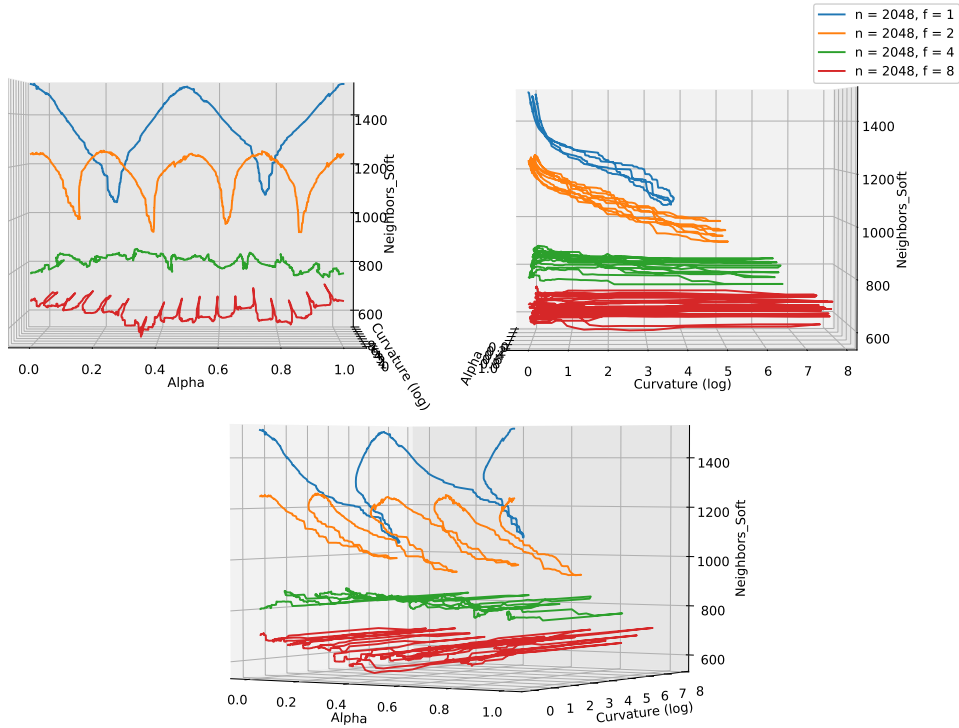 n = 2048, f = 1
n = 2048, f = 2
n = 2048, f = 4
n = 2048, f = 8
1400
1200
1000
800
600
Neighbors_Soft
Curvature (log)
0.0 0.2 0.4 0.6 0.8 1.0
Alpha
1400
1200
1000
800
600
Neighbors_Soft
Alpha
1.0
0 1 2 3 4 5 6 7 8
Curvature (log)
1400
1200
1000
800
600
Neighbors_Soft
0.0 0.2 0.4 0.6 0.8 1.0
Alpha
0 1 2 3 4 5 6 7 8
Curvature (log)